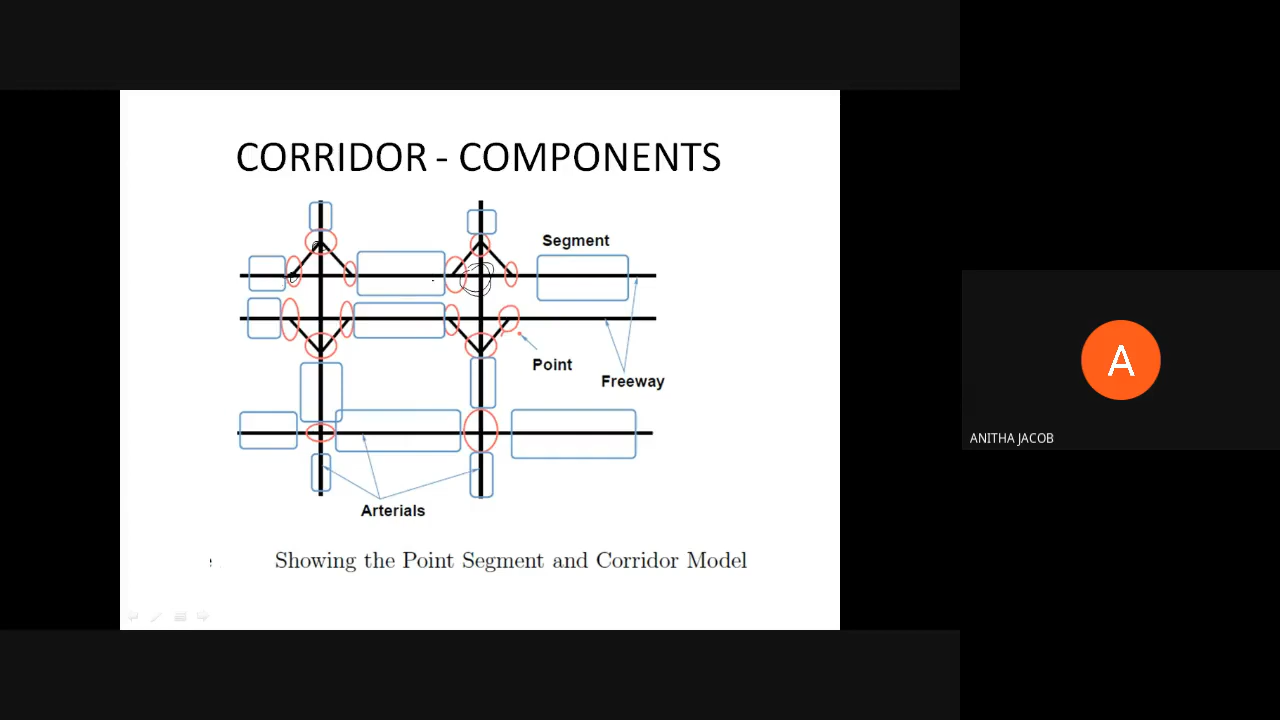 CORRIDOR - COMPONENTS
Segment
Point
Freeway
Arterials
e
Showing the Point Segment and Corridor Model
A
ANITHA JACOB